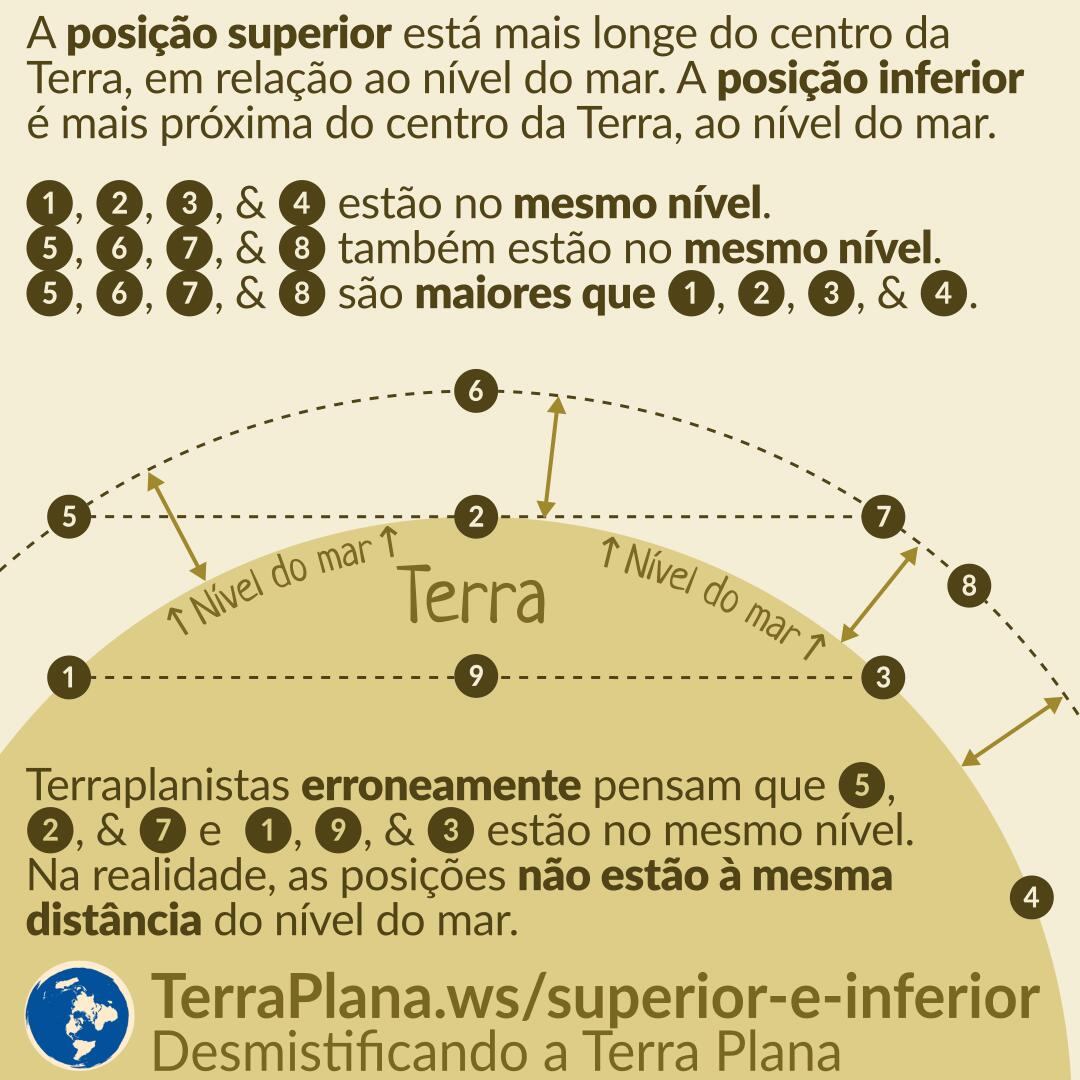 A posição superior está mais longe do centro da
Terra, em relação ao nível do mar. A posição inferior
é mais próxima do centro da Terra, ao nível do mar.
1, 2, 3, & 4 estão no mesmo nível.
5, 6, 7, & 8 também estão no mesmo nível.
5, 6, 7, & 8 são maiores que 1, 2, 3, & 4.
6
5
2
7
↑ Nível do mar ↑
↑ Nível do mar ↑
Terra
8
1
9
3
Terraplanistas erroneamente pensam que 5,
2, & 7 e 1, 9, & 3 estão no mesmo nível.
Na realidade, as posições não estão à mesma
distância do nível do mar.
4
TerraPlana.ws/superior-e-inferior
Desmistificando a Terra Plana